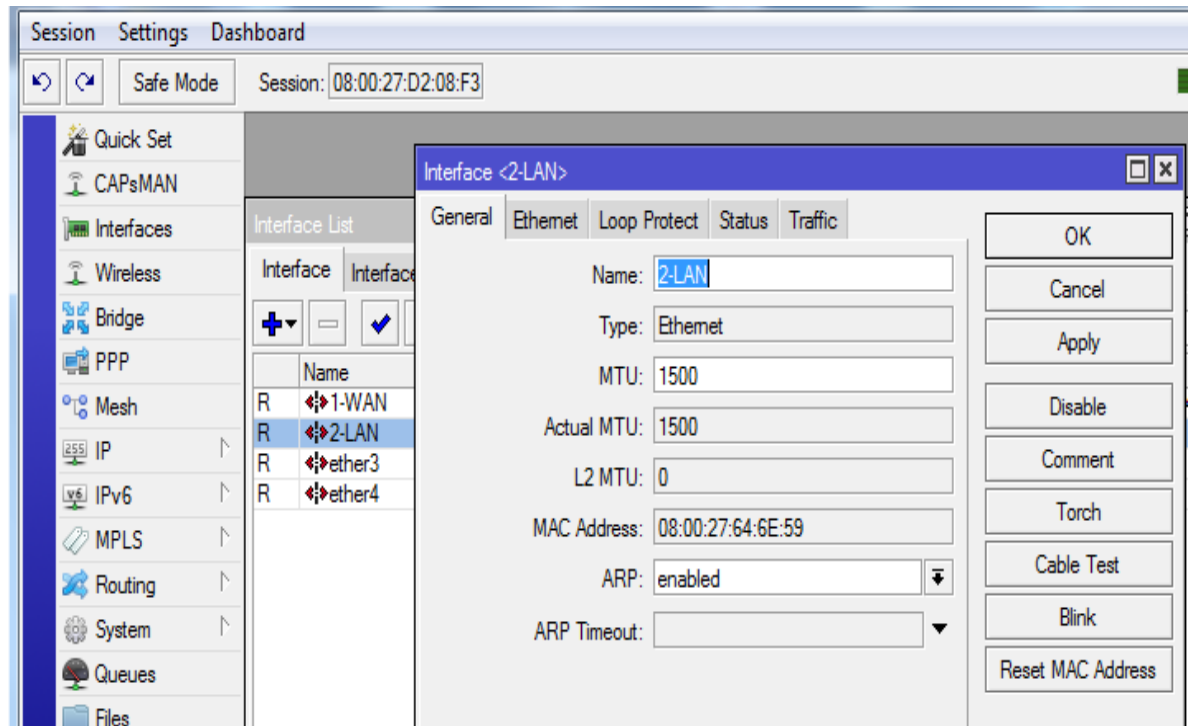 Session Settings Dashboard
Safe Mode Session: 08:00:27:D2:08:F3
Quick Set
CAPsMAN
Interfaces
Wireless
Bridge
PPP
Mesh
255 IP
v6 IPv6
MPLS
Routing
System
Queues
Files
Interface List
Interface Interface
Name
R 1-WAN
R 2-LAN
R ether3
R ether4
Interface <2-LAN>
General Ethernet Loop Protect Status Traffic
Name: 2-LAN
Type: Ethernet
MTU: 1500
Actual MTU: 1500
L2 MTU: 0
MAC Address: 08:00:27:64:6E:59
ARP: enabled
ARP Timeout:
OK
Cancel
Apply
Disable
Comment
Torch
Cable Test
Blink
Reset MAC Address